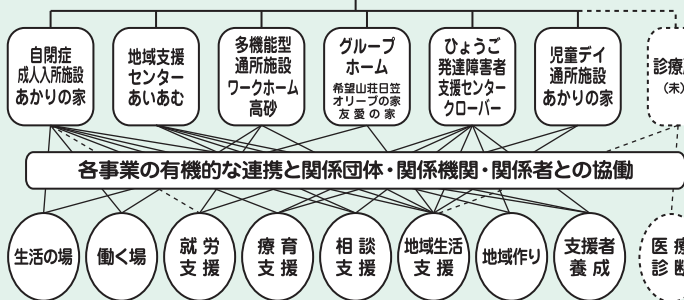 自閉症
成人入所施設
あかりの家
地域支援
センター
あいあむ
多機能型
通所施設
ワークホーム
高砂
グループ
ホーム
希望山荘日笠
オリーブの家
友愛の家
ひょうご
発達障害者
支援センター
クローバー
児童デイ
通所施設
あかりの家
診療
(未)
各事業の有機的な連携と関係団体・関係機関・関係者との協働
生活の場
働く場
就労
支援
療育
支援
相談
支援
地域生活
支援
地域作り
支援者
養成
医療
診断